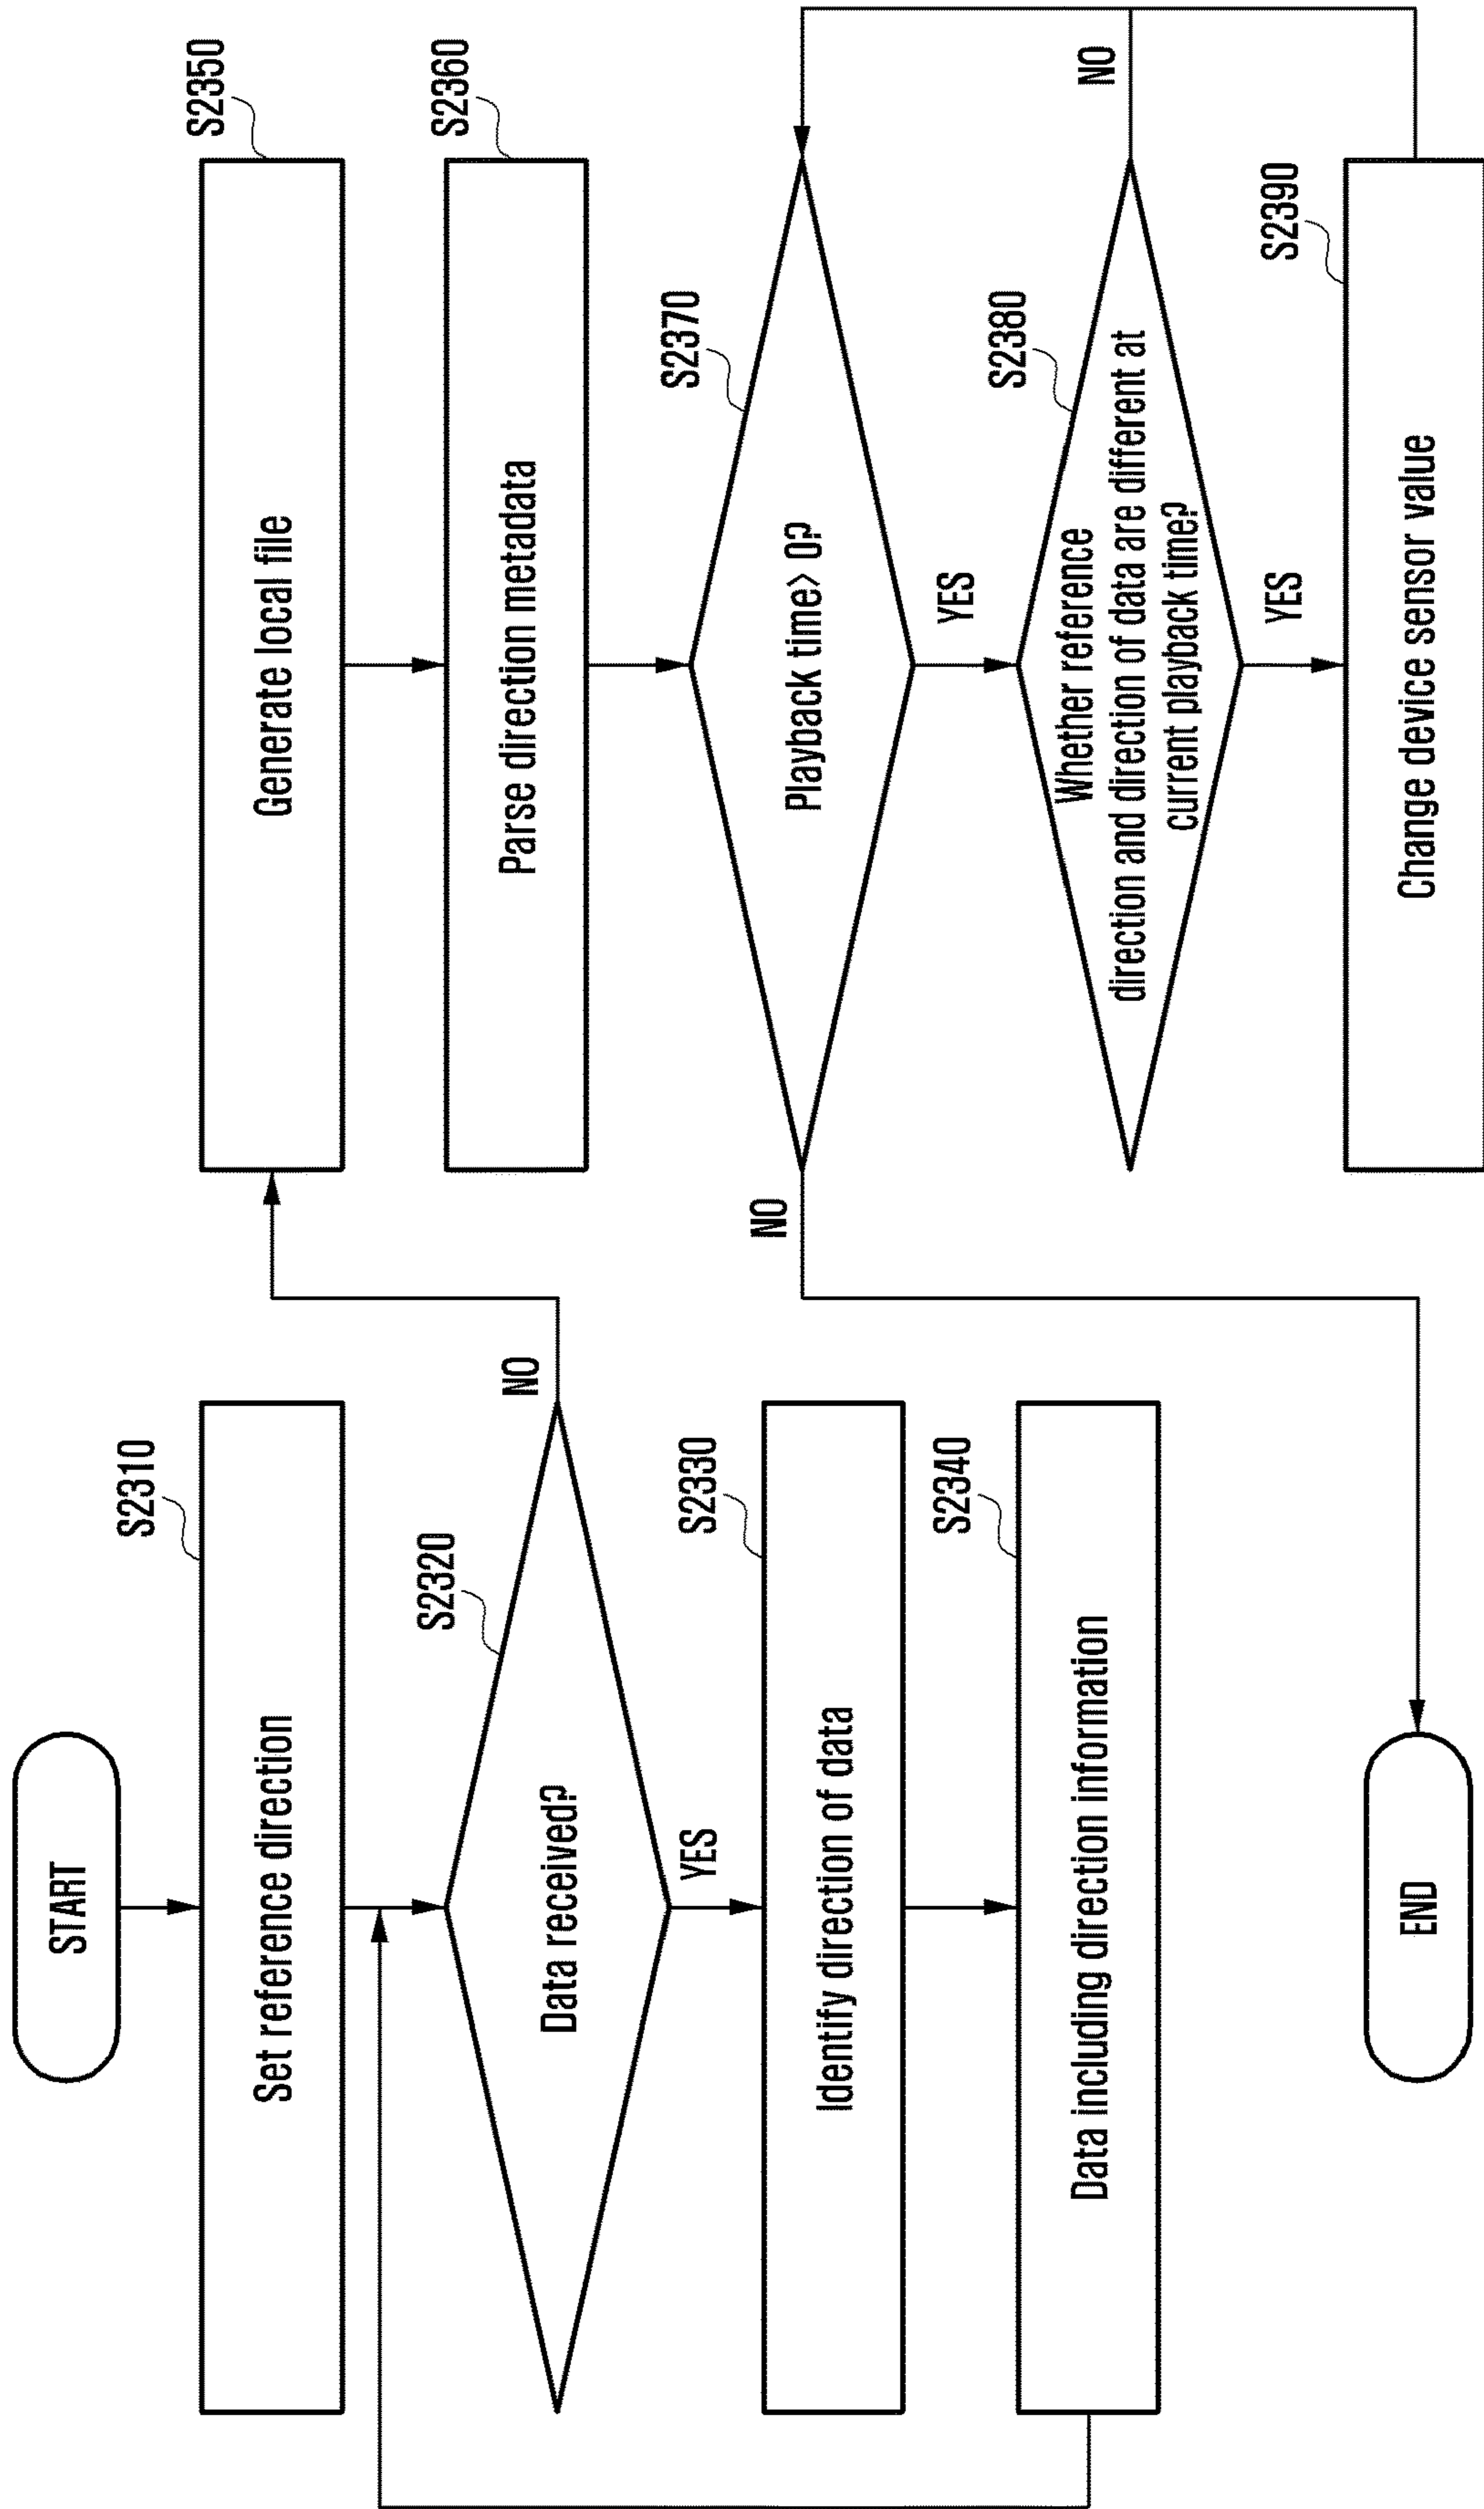 START
S2310
Set reference direction
S2320
Data received?
NO
YES
S2330
Identify direction of data
S2340
Data including direction information
END
S2350
Generate local file
S2360
Parse direction metadata
S2370
Playback time> 0?
NO
YES
S2380
Whether reference
direction and direction of data are different at
current playback time?
NO
YES
S2390
Change device sensor value